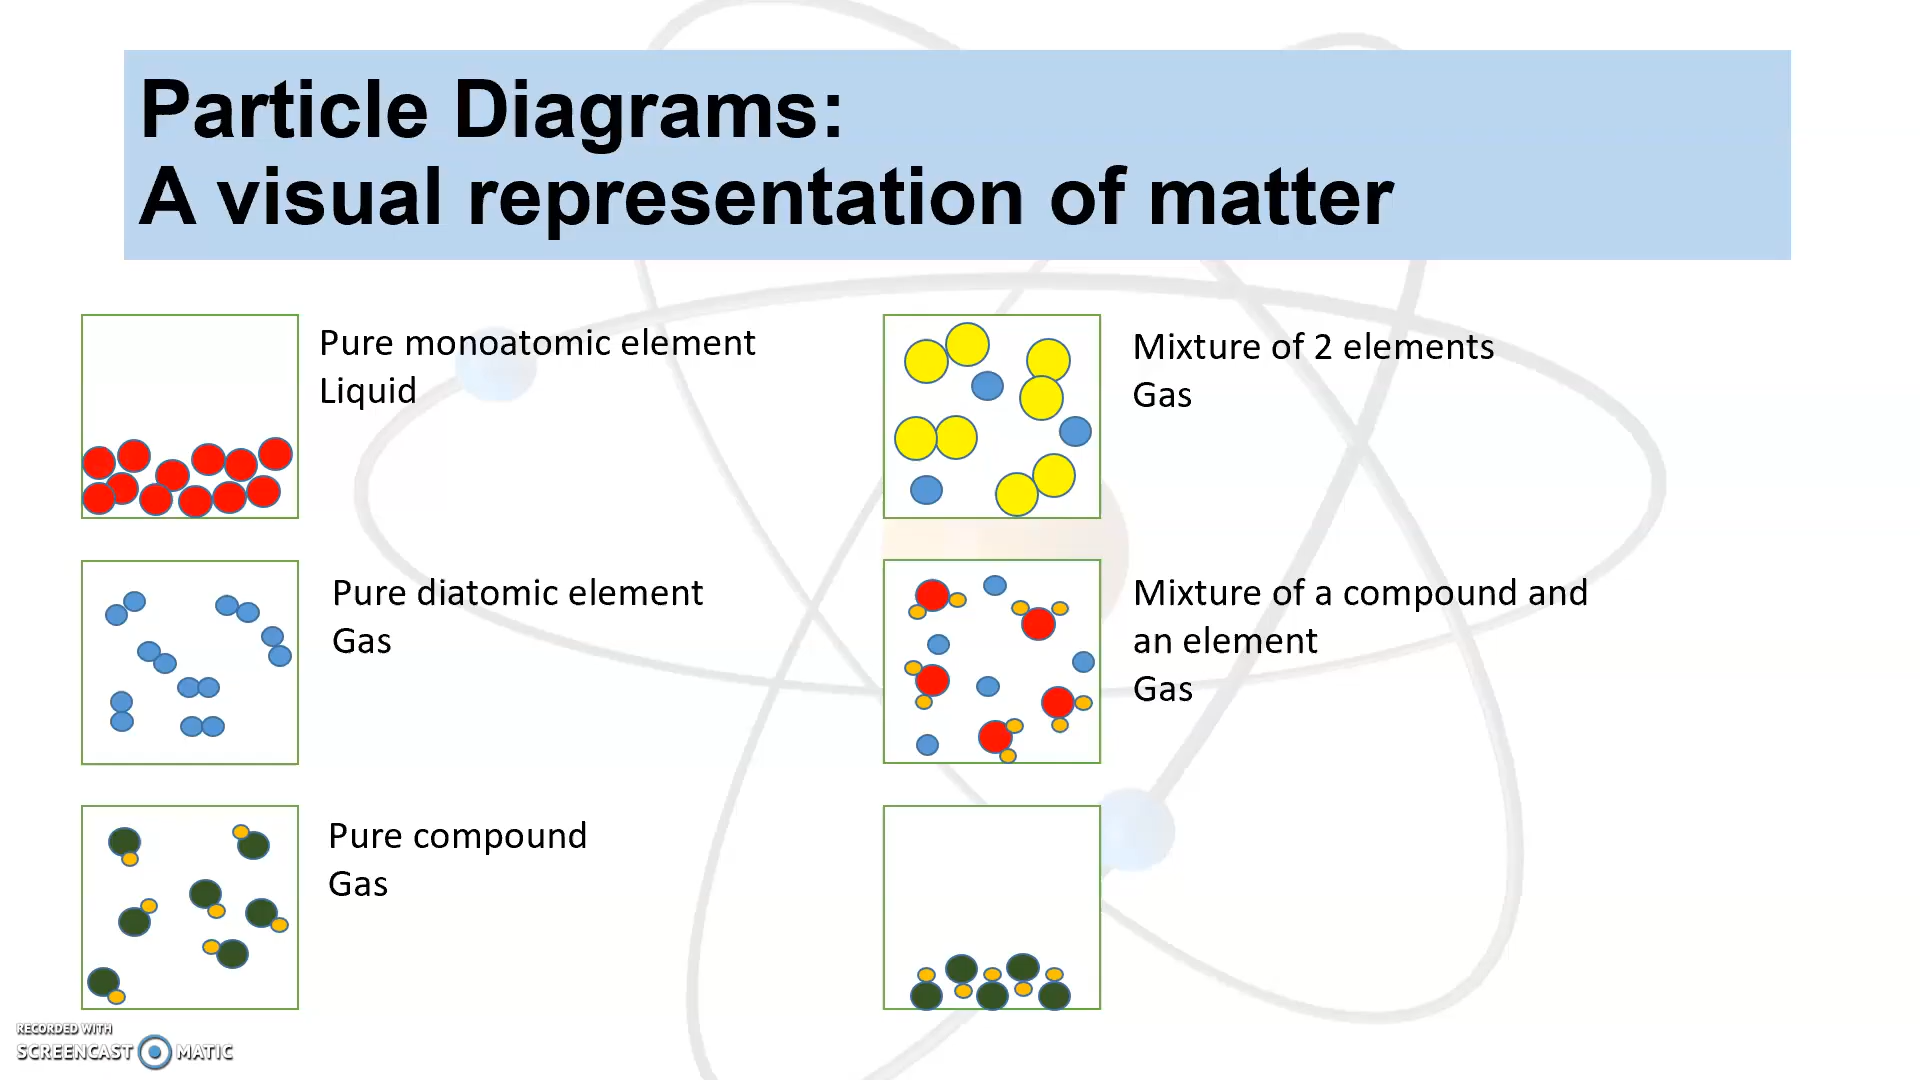 Particle Diagrams:
A visual representation of matter
Pure monoatomic element
Liquid
Mixture of 2 elements
Gas
Pure diatomic element
Gas
Mixture of a compound and
an element
Gas
Pure compound
Gas
RECORDED WITH
SCREENCAST MATIC